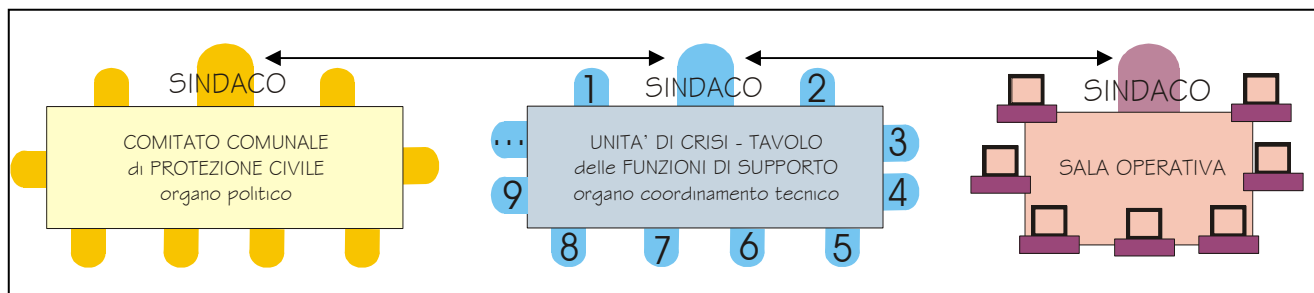 SINDACO
COMITATO COMUNALE
di PROTEZIONE CIVILE
organo politico
1
SINDACO
2
...
3
9
4
UNITA' DI CRISI - TAVOLO
delle FUNZIONI DI SUPPORTO
organo coordinamento tecnico
8
7
6
5
SINDACO
SALA OPERATIVA